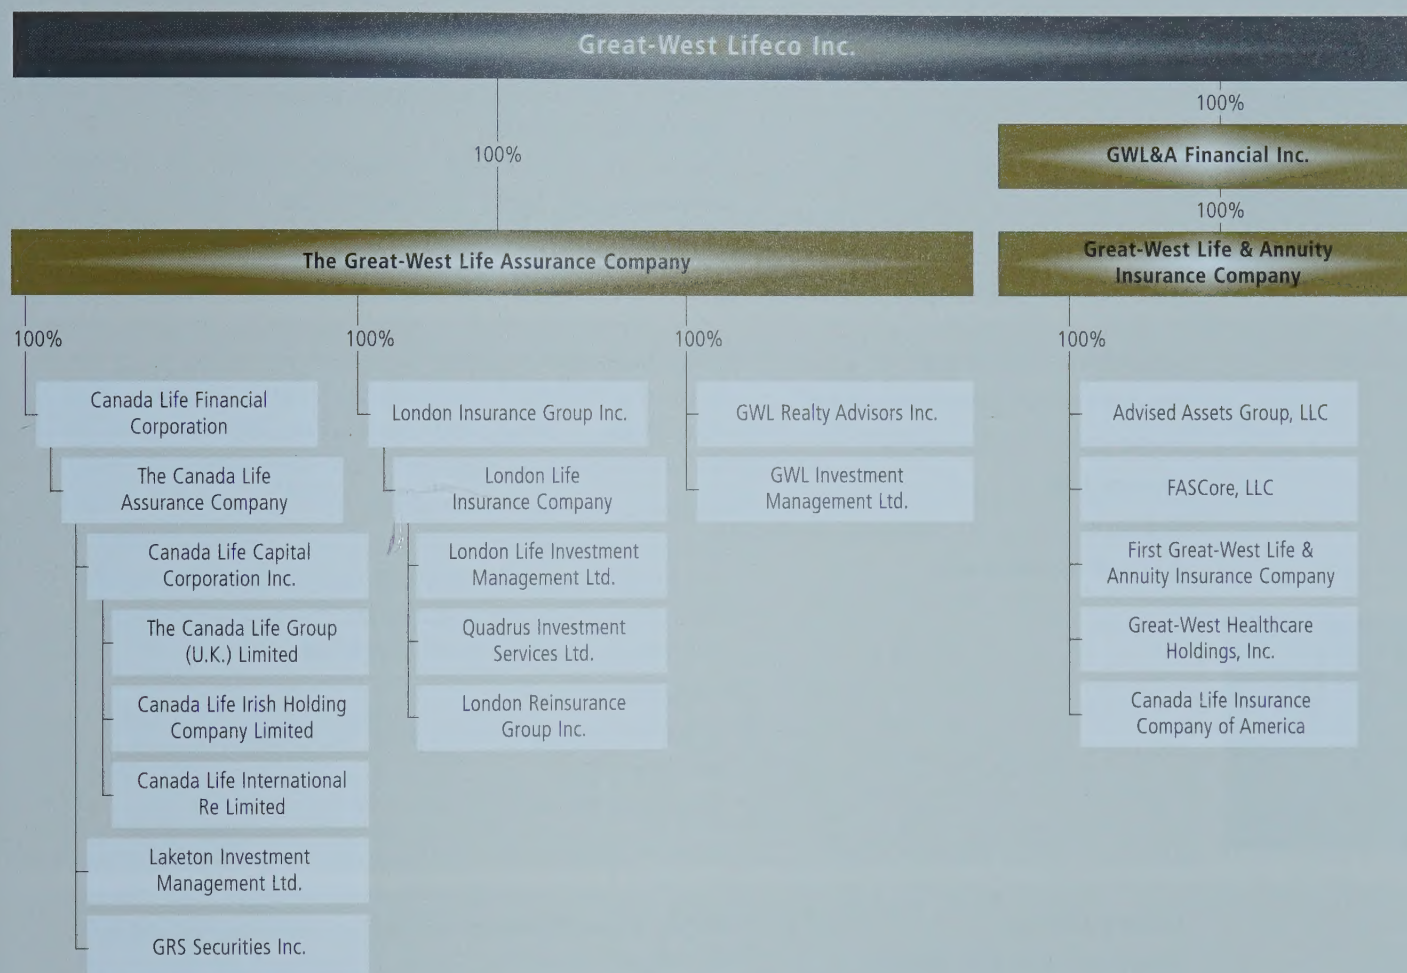 Great-West Lifeco Inc.
100%
100%
GWL&A Financial Inc.
100%
The Great-West Life Assurance Company
Great-West Life & Annuity
Insurance Company
100%
100%
100%
100%
Canada Life Financial
Corporation
The Canada Life
Assurance Company
Canada Life Capital
Corporation Inc.
The Canada Life Group
(U.K.) Limited
Canada Life Irish Holding
Company Limited
Canada Life International
Re Limited
Laketon Investment
Management Ltd.
GRS Securities Inc.
London Insurance Group Inc.
London Life
Insurance Company
London Life Investment
Management Ltd.
Quadrus Investment
Services Ltd.
London Reinsurance
Group Inc.
GWL Realty Advisors Inc.
GWL Investment
Management Ltd.
Advised Assets Group, LLC
FASCore, LLC
First Great-West Life &
Annuity Insurance Company
Great-West Healthcare
Holdings, Inc.
Canada Life Insurance
Company of America